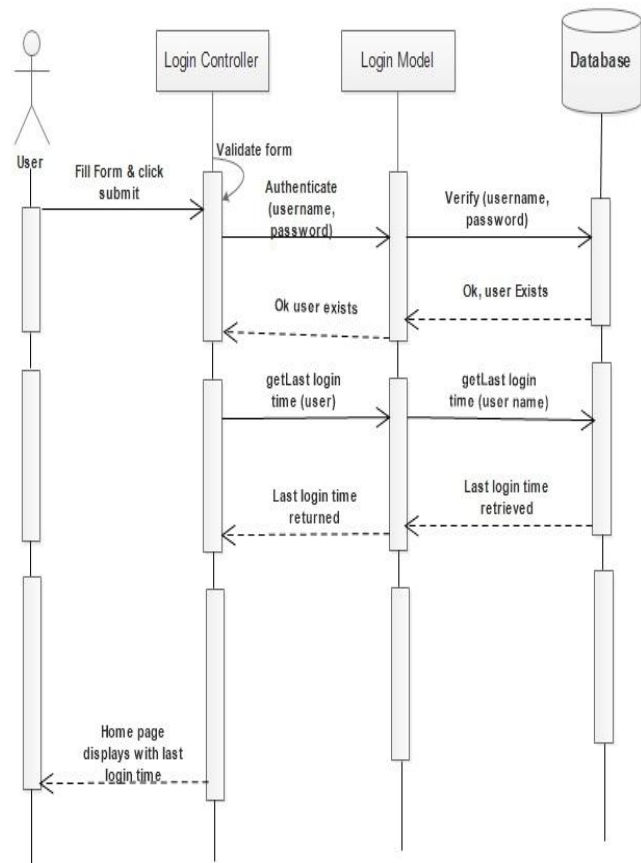 Login Controller
Login Model
Database
User
Validate form
Fill Form & click
submit
Authenticate
(username,
password)
Verify (username,
password)
Ok, user Exists
Ok user exists
getLast login
time (user)
getLast login
time (user name)
Last login time
retrieved
Last login time
returned
Home page
displays with last
login time